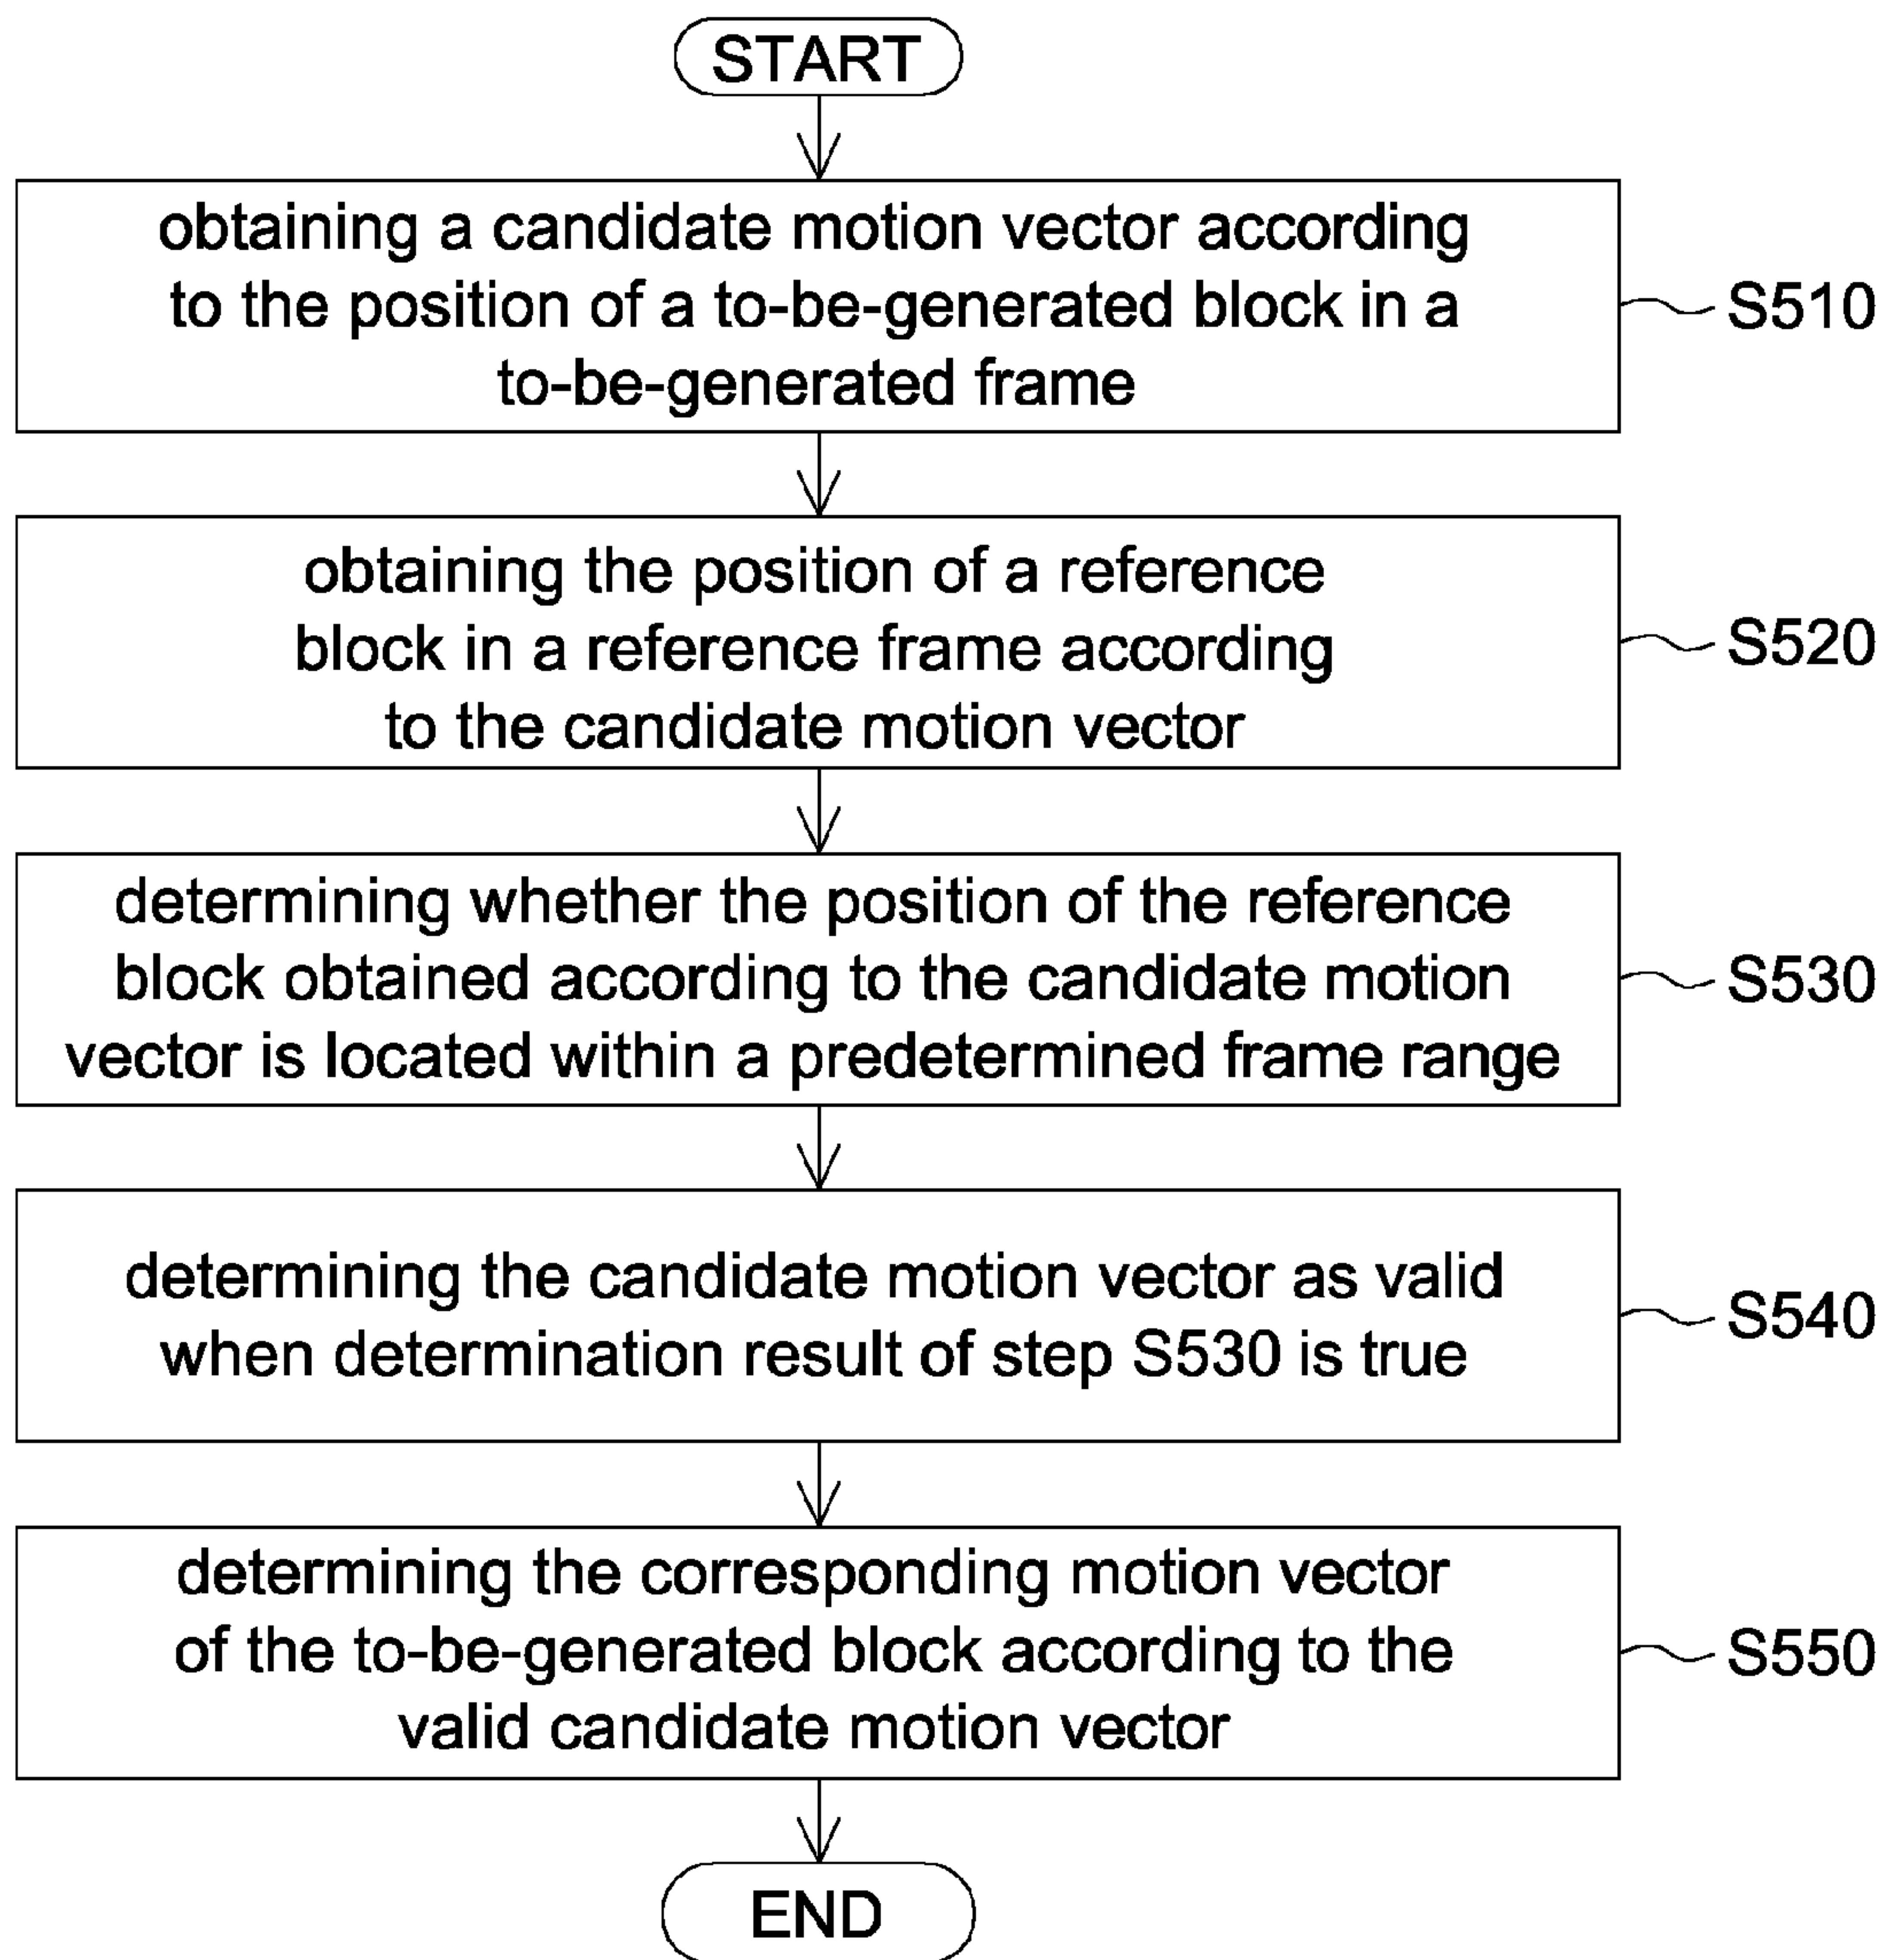 START
obtaining a candidate motion vector according
to the position of a to-be-generated block in a
to-be-generated frame
S510
obtaining the position of a reference
block in a reference frame according
to the candidate motion vector
S520
determining whether the position of the reference
block obtained according to the candidate motion
vector is located within a predetermined frame range
S530
determining the candidate motion vector as valid
when determination result of step S530 is true
S540
determining the corresponding motion vector
of the to-be-generated block according to the
valid candidate motion vector
S550
END